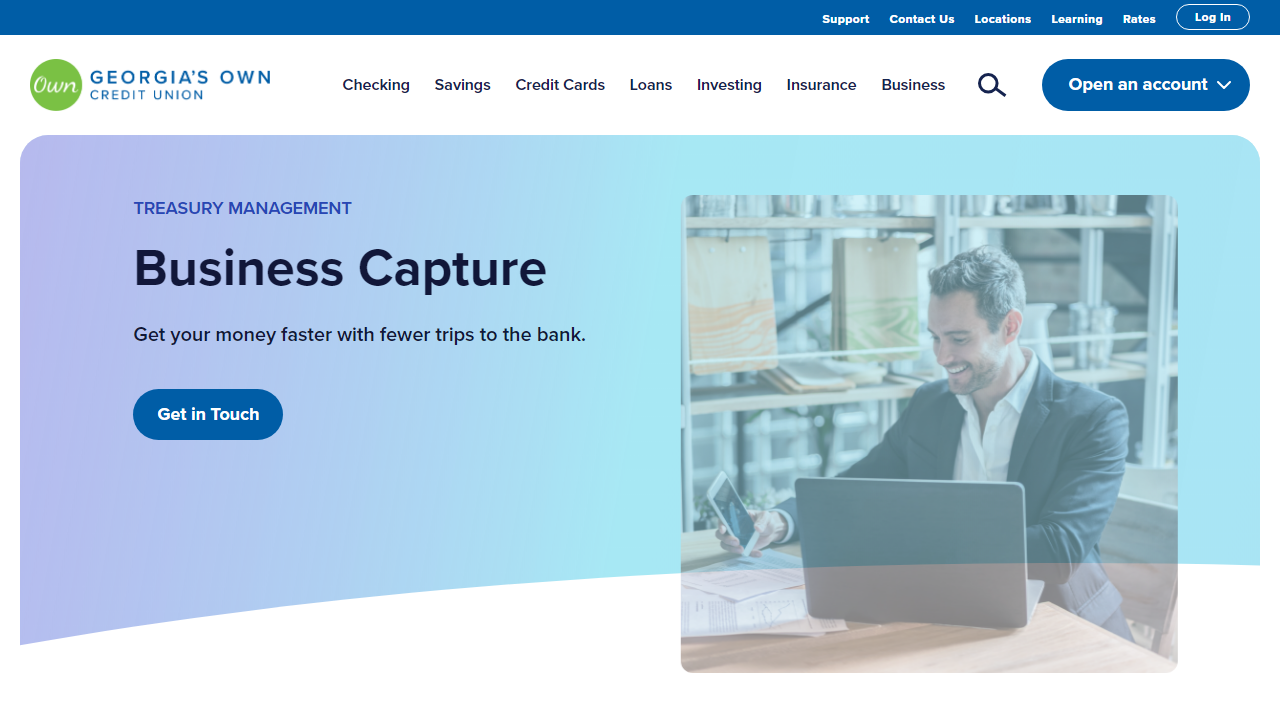 Support
Contact Us
Locations
Learning
Rates
Log In
Own
GEORGIA'S OWN
CREDIT UNION
Checking
Savings
Credit Cards
Loans
Investing
Insurance
Business
Open an account
TREASURY MANAGEMENT
Business Capture
Get your money faster with fewer trips to the bank.
Get in Touch